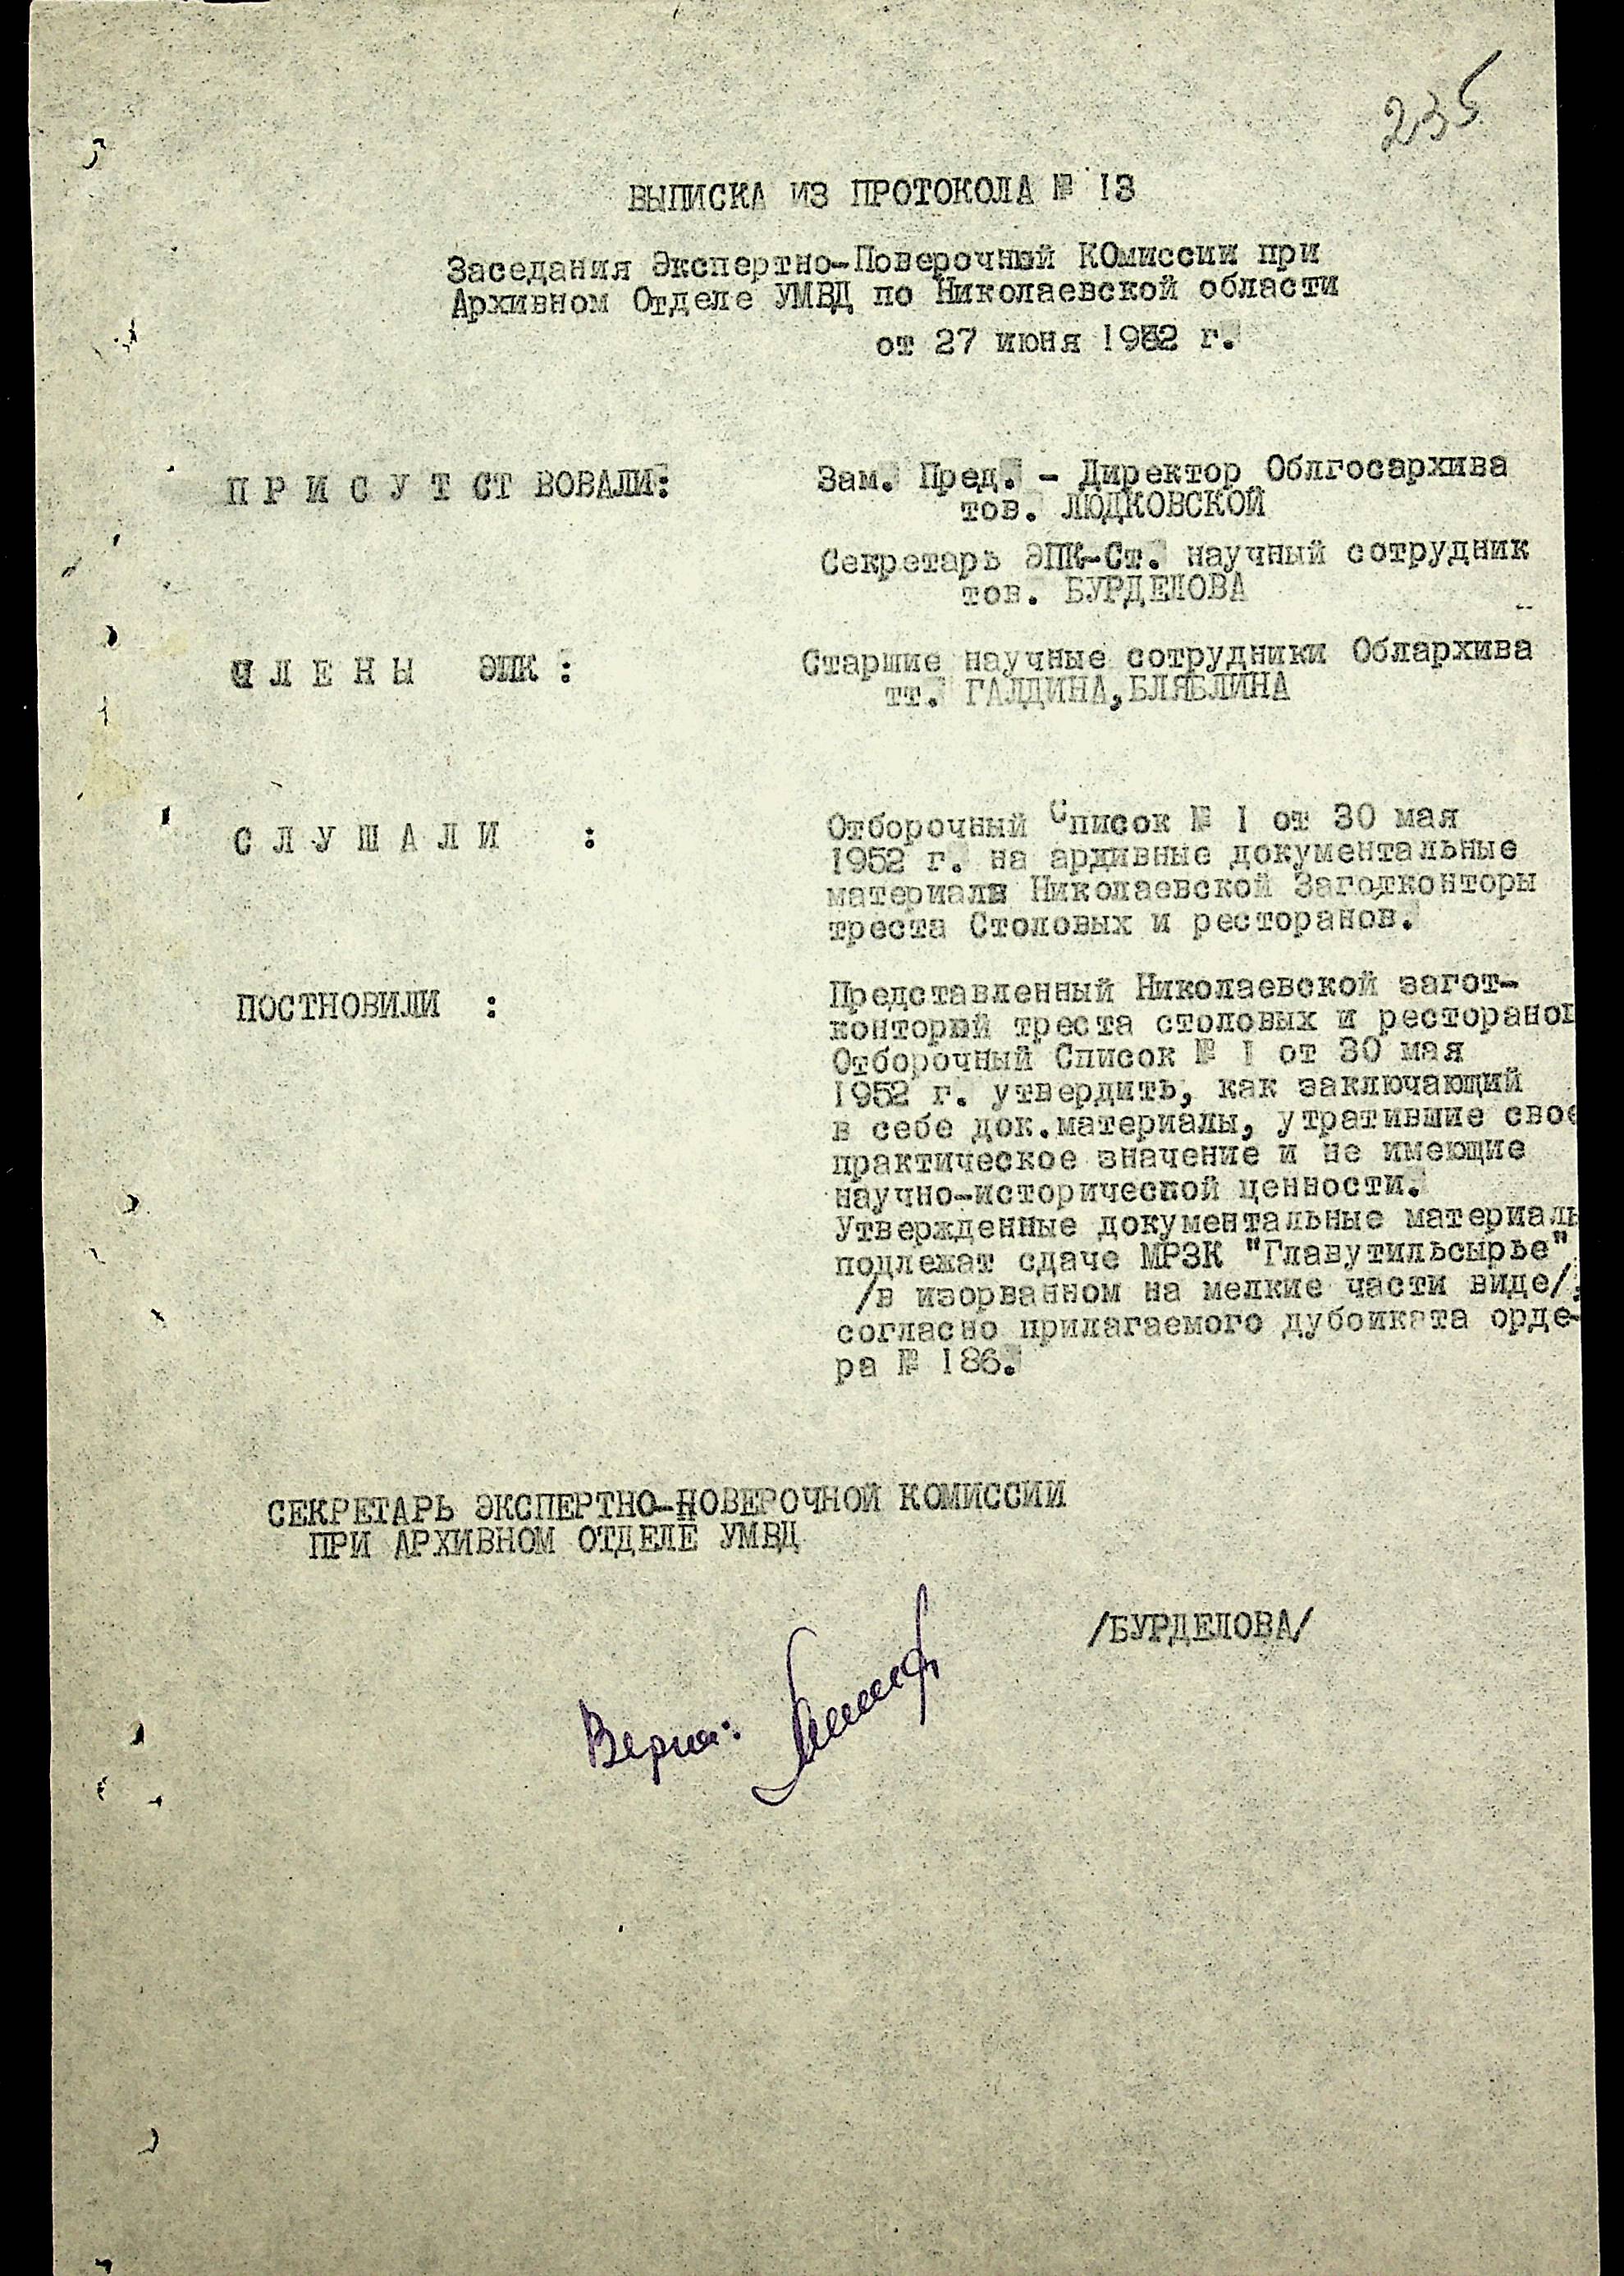 235
ВЫПИСКА ИЗ ПРОТОКОЛА № 13
Заседания Экспертно-Поверочной КОмиссии при
Архивном Отделе УМВД по Николаевской области
от 27 июня 1952 г.
П Р И С У Т СТ ВОВАЛИ:
Зам. Пред. - Директор Облгосархива
тов. ЛЮДКОВСКОЙ
Секретарь ЭПК-Ст. научный сотрудник
тов. БУРДЕЛОВА
Ч Л Е Н Ы ЭПК :
Старшие научные сотрудники Облархива
тт. ГАЛДИНА, БЛЯБЛИНА
С Л У Ш А Л И :
Отборочный Список № 1 от 30 мая
1952 г. на архивные документальные
материалы Николаевской Заготконторы
треста Столовых и ресторанов.
ПОСТНОВИЛИ :
Представленный Николаевской загот-
конторой треста столовых и ресторанов
Отборочный Список № 1 от 30 мая
1952 г. утвердить, как заключающий
в себе док.материалы, утратившие свое
практическое значение и не имеющие
научно-исторической ценности.
Утвержденные документальные материалы
подлежат сдаче МРЗК "Главутильсырье"
/в изорванном на мелкие части виде/,
согласно прилагаемого дубоиката орде-
ра № 186.
СЕКРЕТАРЬ ЭКСПЕРТНО-ПОВЕРОЧНОЙ КОМИССИИ
ПРИ АРХИВНОМ ОТДЕЛЕ УМВД
/БУРДЕЛОВА/
Верно: